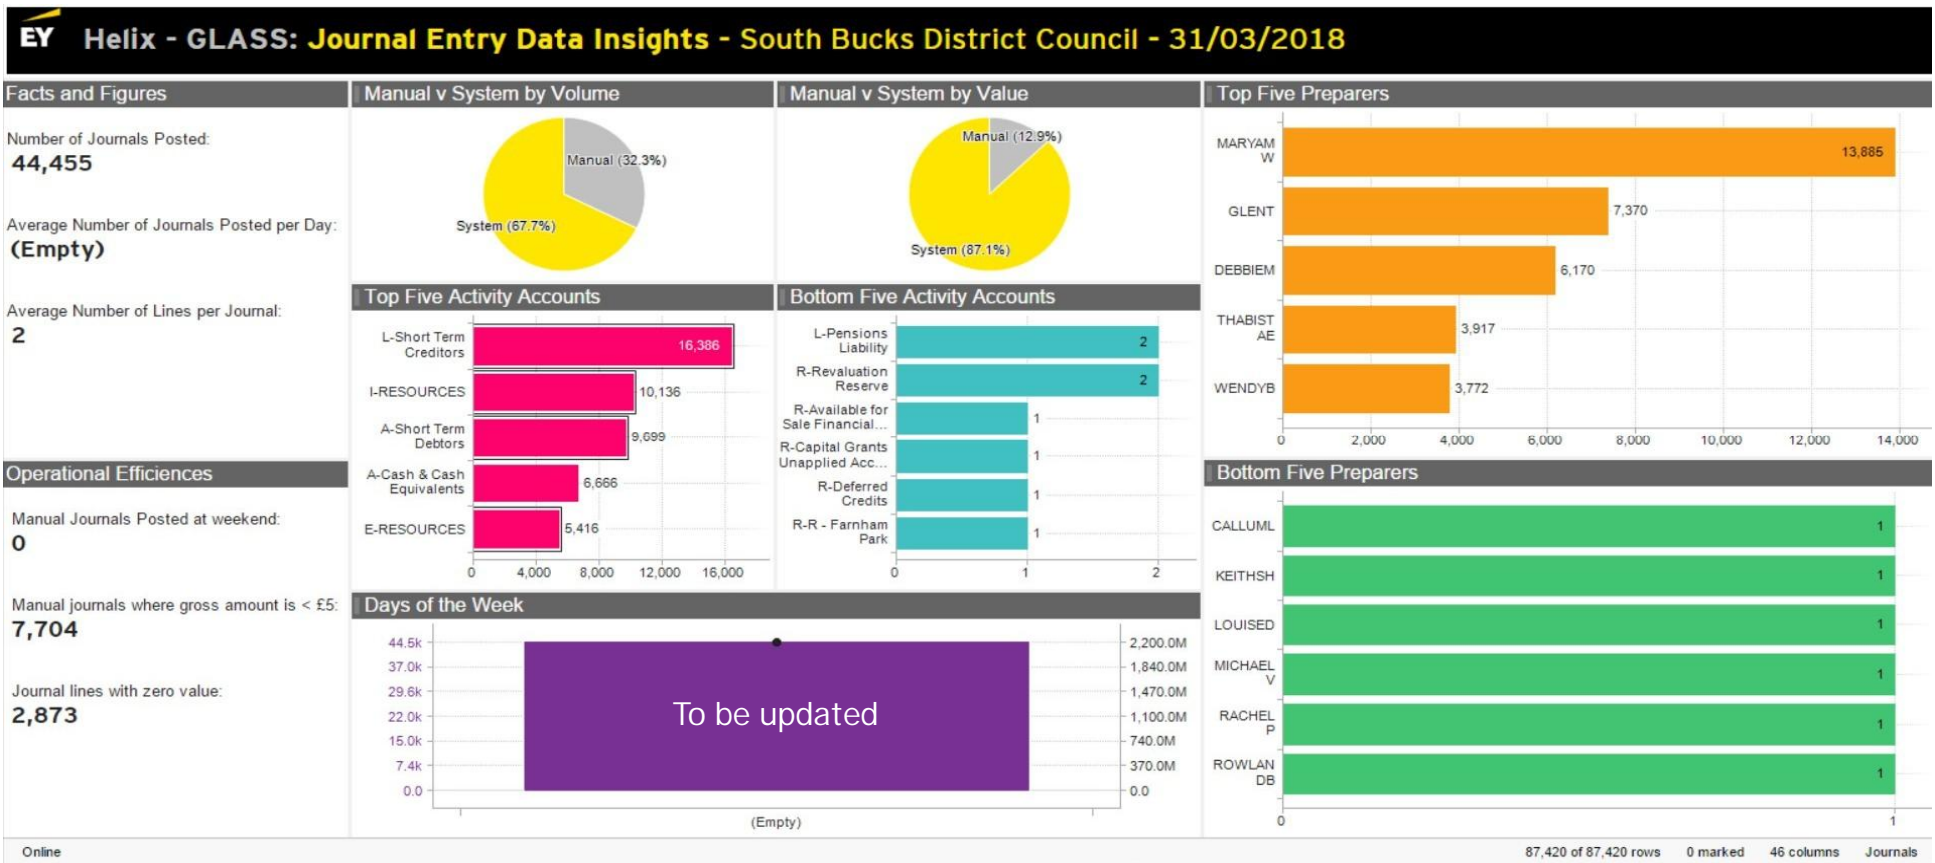 EY Helix - GLASS: Journal Entry Data Insights - South Bucks District Council - 31/03/2018
Facts and Figures
Number of Journals Posted:
44,455
Average Number of Journals Posted per Day:
(Empty)
Average Number of Lines per Journal:
2
Operational Efficiences
Manual Journals Posted at weekend:
0
Manual journals where gross amount is < £5:
7,704
Journal lines with zero value:
2,873
Manual v System by Volume
Manual (32.3%)
System (67.7%)
Manual v System by Value
Manual (12.9%)
System (87.1%)
Top Five Activity Accounts
L-Short Term
Creditors
16,386
I-RESOURCES
10,136
A-Short Term
Debtors
9,699
A-Cash & Cash
Equivalents
6,666
E-RESOURCES
5,416
0 4,000 8,000 12,000 16,000
Bottom Five Activity Accounts
L-Pensions
Liability
2
R-Revaluation
Reserve
2
R-Available for
Sale Financial...
1
R-Capital Grants
Unapplied Acc...
1
R-Deferred
Credits
1
R-R - Farnham
Park
1
0 1 2
Days of the Week
44.5k
37.0k
29.6k
22.0k
15.0k
7.4k
0.0
To be updated
2,200.0M
1,840.0M
1,470.0M
1,100.0M
740.0M
370.0M
0.0
(Empty)
Top Five Preparers
MARYAM
W
13,885
GLENT
7,370
DEBBIEM
6,170
THABIST
AE
3,917
WENDYB
3,772
0 2,000 4,000 6,000 8,000 10,000 12,000 14,000
Bottom Five Preparers
CALLUML
1
KEITHSH
1
LOUISED
1
MICHAEL
V
1
RACHEL
P
1
ROWLAN
DB
1
0 1
Online 87,420 of 87,420 rows 0 marked 46 columns Journals